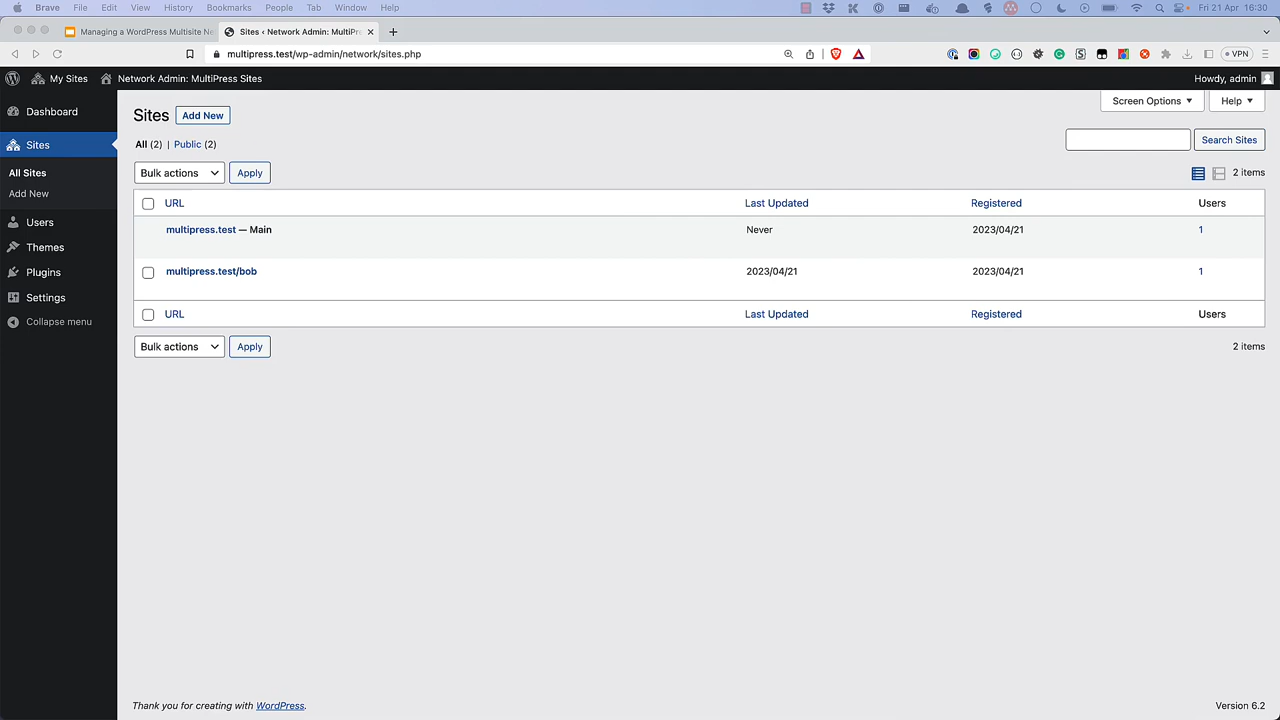 Brave File Edit View History Bookmarks People Tab Window Help Fri 21 Apr 16:30
Managing a WordPress Multisite Ne
Sites ‹ Network Admin: MultiPre
multipress.test/wp-admin/network/sites.php
VPN
My Sites Network Admin: MultiPress Sites Howdy, admin
Dashboard
Sites
All Sites
Add New
Users
Themes
Plugins
Settings
Collapse menu
Screen Options Help
Sites Add New
All (2) | Public (2)
Search Sites
Bulk actions Apply 2 items
URL Last Updated Registered Users
multipress.test — Main Never 2023/04/21 1
multipress.test/bob 2023/04/21 2023/04/21 1
URL Last Updated Registered Users
Bulk actions Apply 2 items
Thank you for creating with WordPress. Version 6.2